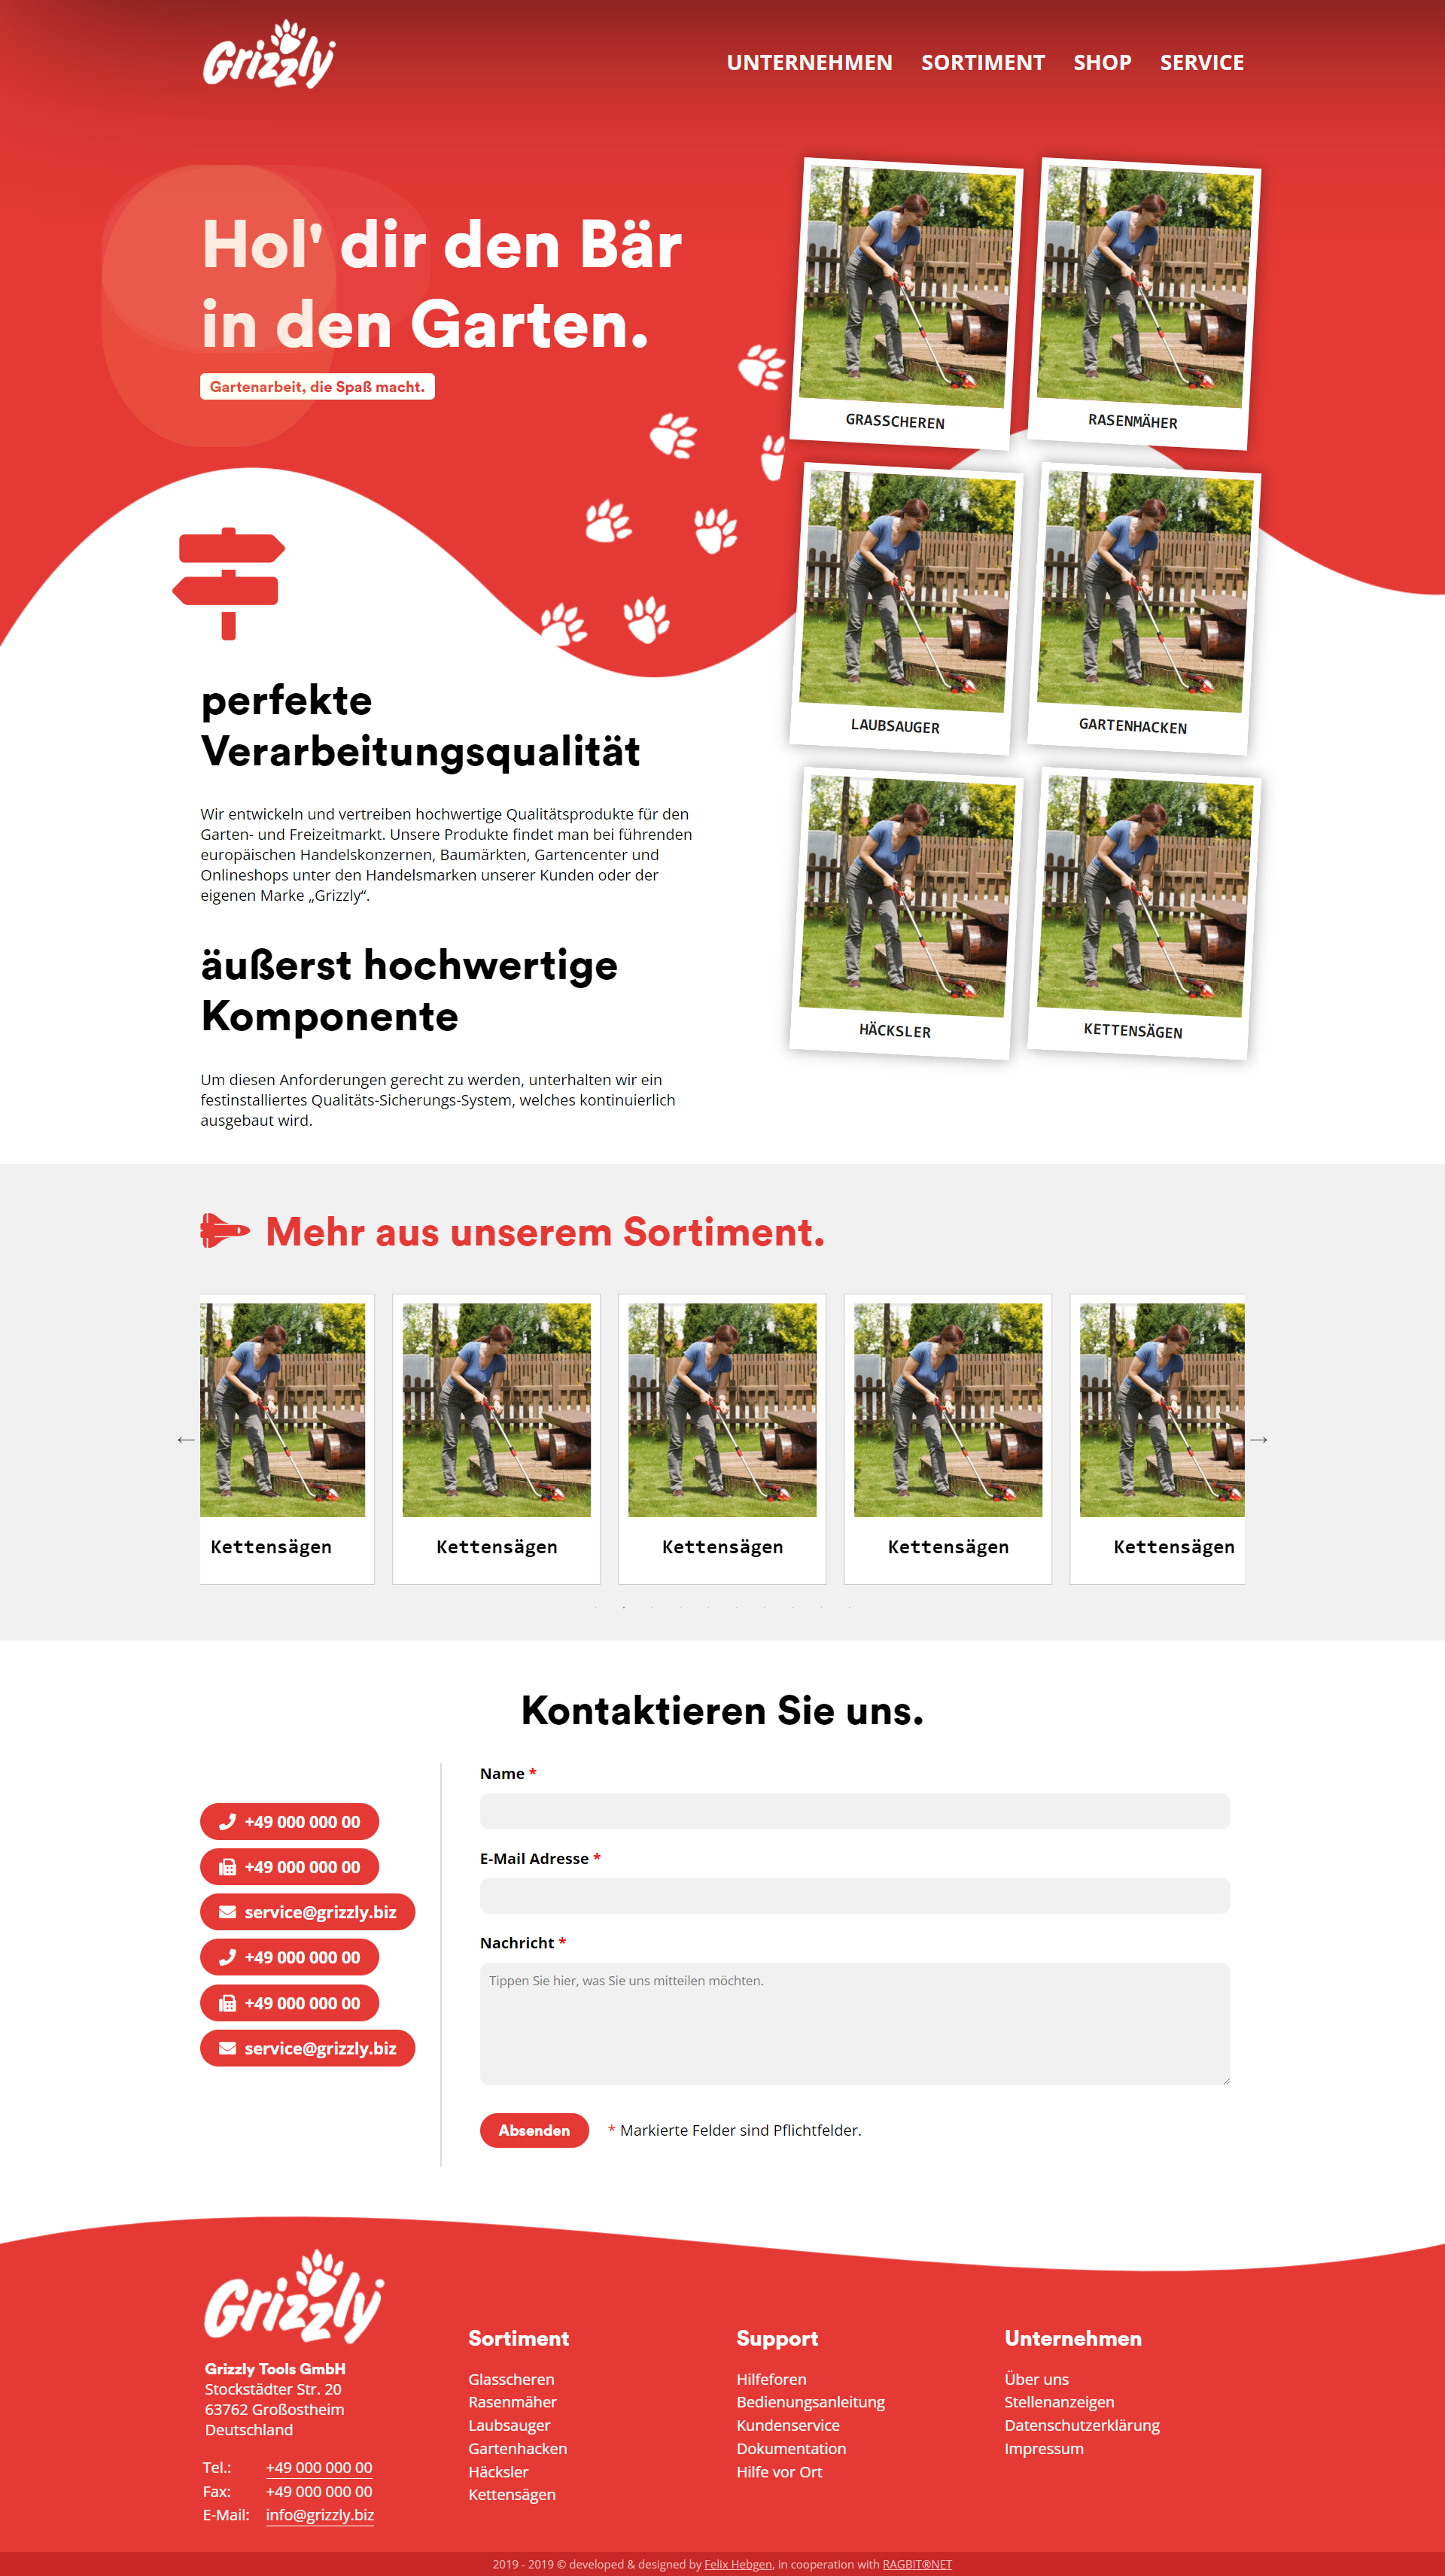 Grizzly
UNTERNEHMEN SORTIMENT SHOP SERVICE
Hol' dir den Bär
in den Garten.
Gartenarbeit, die Spaß macht.
GRASSCHEREN
RASENMÄHER
LAUBSAUGER
GARTENHACKEN
HÄCKSLER
KETTENSÄGEN
perfekte
Verarbeitungsqualität
Wir entwickeln und vertreiben hochwertige Qualitätsprodukte für den
Garten- und Freizeitmarkt. Unsere Produkte findet man bei führenden
europäischen Handelskonzernen, Baumärkten, Gartencenter und
Onlineshops unter den Handelsmarken unserer Kunden oder der
eigenen Marke „Grizzly“.
äußerst hochwertige
Komponente
Um diesen Anforderungen gerecht zu werden, unterhalten wir ein
festinstalliertes Qualitäts-Sicherungs-System, welches kontinuierlich
ausgebaut wird.
Mehr aus unserem Sortiment.
Kettensägen
Kettensägen
Kettensägen
Kettensägen
Kettensägen
Kontaktieren Sie uns.
+49 000 000 00
+49 000 000 00
service@grizzly.biz
+49 000 000 00
+49 000 000 00
service@grizzly.biz
Name *
E-Mail Adresse *
Nachricht *
Tippen Sie hier, was Sie uns mitteilen möchten.
Absenden
* Markierte Felder sind Pflichtfelder.
Grizzly
Grizzly Tools GmbH
Stockstädter Str. 20
63762 Großostheim
Deutschland
Tel.: +49 000 000 00
Fax: +49 000 000 00
E-Mail: info@grizzly.biz
Sortiment
Glasscheren
Rasenmäher
Laubsauger
Gartenhacken
Häcksler
Kettensägen
Support
Hilfeforen
Bedienungsanleitung
Kundenservice
Dokumentation
Hilfe vor Ort
Unternehmen
Über uns
Stellenanzeigen
Datenschutzerklärung
Impressum
2019 - 2019 © developed & designed by Felix Hebgen, in cooperation with RAGBIT®NET